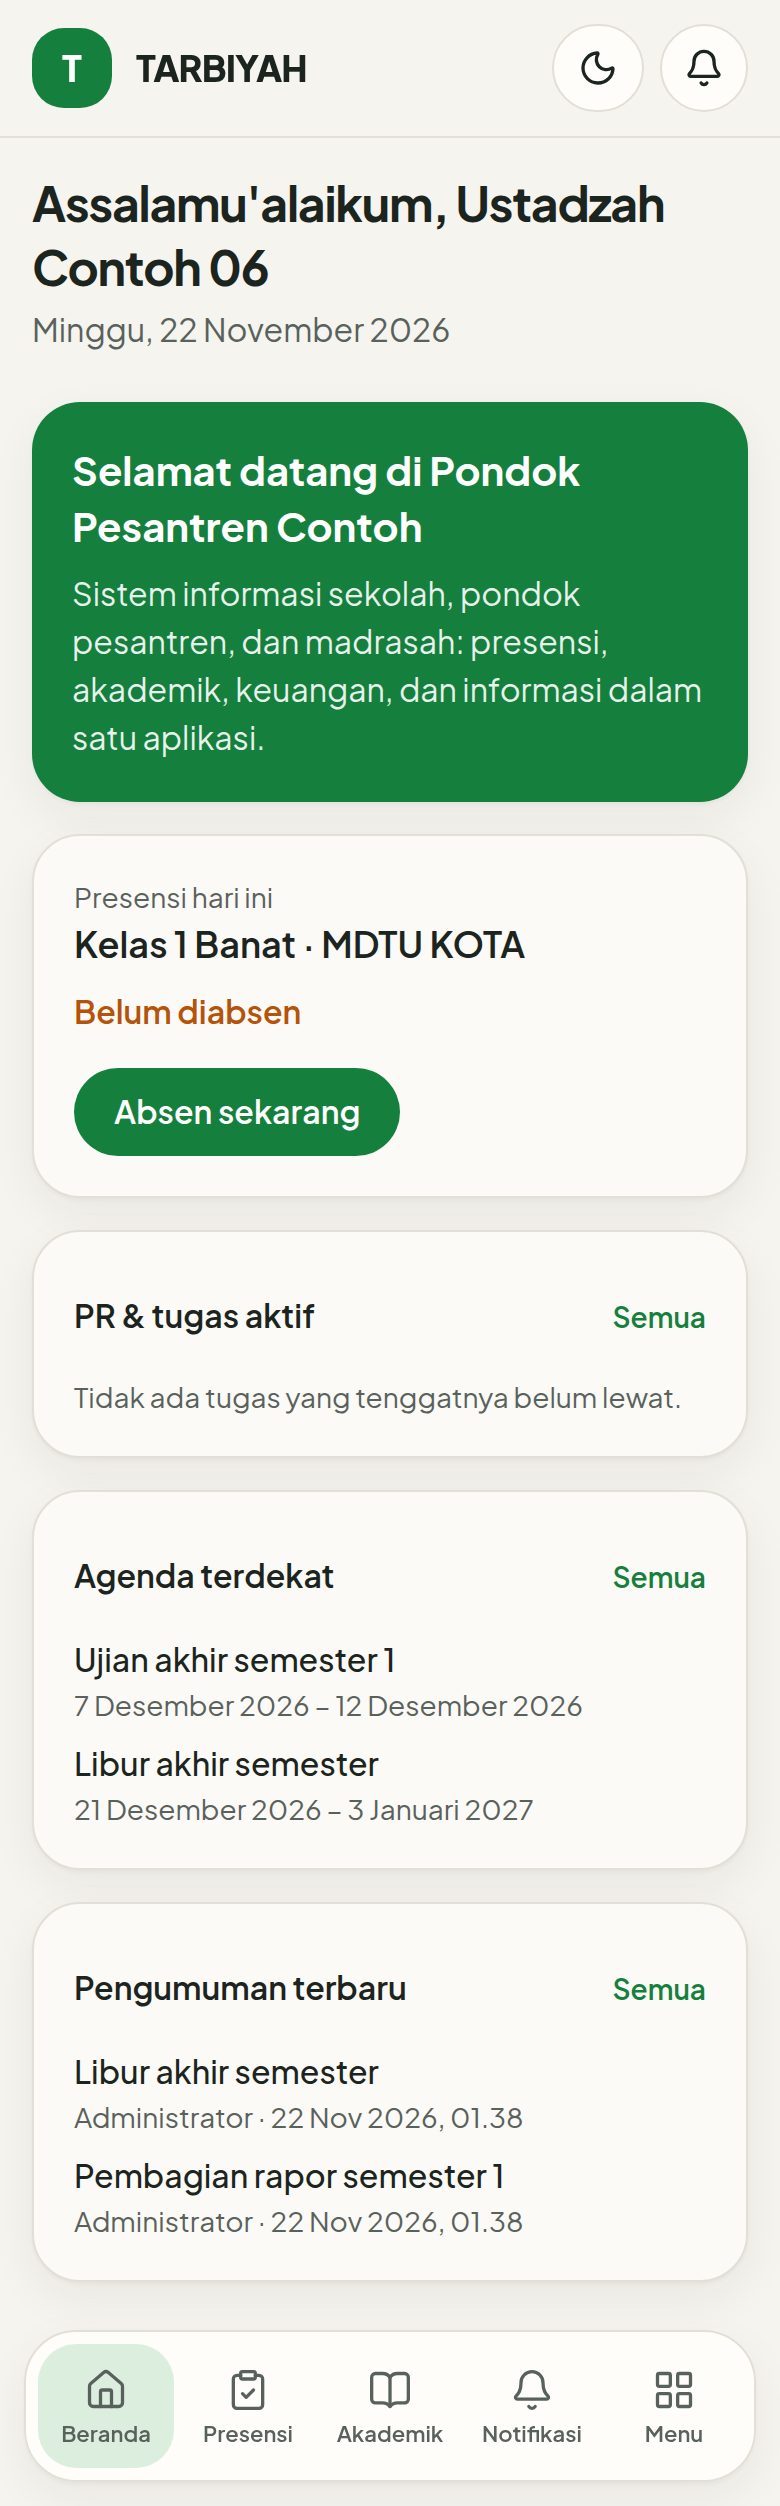 T
TARBIYAH
Assalamu'alaikum, Ustadzah
Contoh 06
Minggu, 22 November 2026
Selamat datang di Pondok
Pesantren Contoh
Sistem informasi sekolah, pondok
pesantren, dan madrasah: presensi,
akademik, keuangan, dan informasi dalam
satu aplikasi.
Presensi hari ini
Kelas 1 Banat · MDTU KOTA
Belum diabsen
Absen sekarang
PR & tugas aktif
Semua
Tidak ada tugas yang tenggatnya belum lewat.
Agenda terdekat
Semua
Ujian akhir semester 1
7 Desember 2026 – 12 Desember 2026
Libur akhir semester
21 Desember 2026 – 3 Januari 2027
Pengumuman terbaru
Semua
Libur akhir semester
Administrator · 22 Nov 2026, 01.38
Pembagian rapor semester 1
Administrator · 22 Nov 2026, 01.38
Beranda
Presensi
Akademik
Notifikasi
Menu